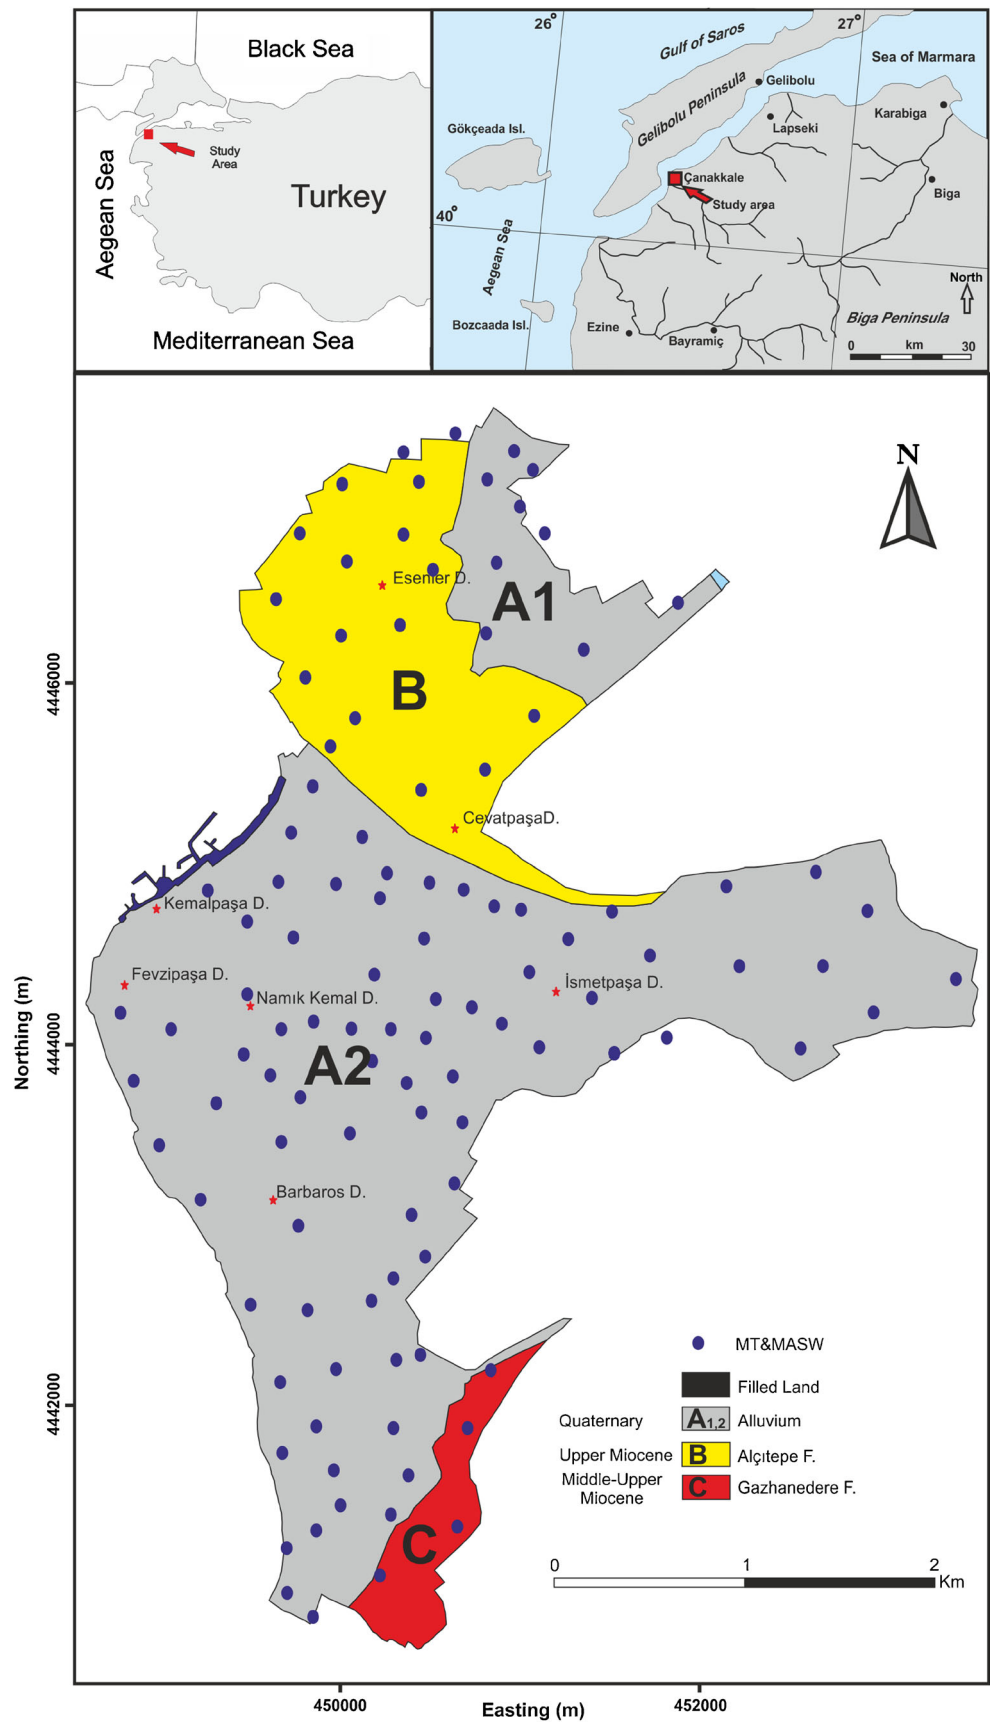 Black Sea
Aegean Sea
Study
Area
Turkey
Mediterranean Sea
26°
27°
Gulf of Saros
Sea of Marmara
Gelibolu
Gelibolu Peninsula
Karabiga
Lapseki
Gökçeada Isl.
Çanakkale
Biga
Study area
40°
Aegean Sea
North
Bozcaada Isl.
Ezine
Bayramiç
Biga Peninsula
0 km 30
N
Esenler D.
A1
B
CevatpaşaD.
Kemalpaşa D.
Fevzipaşa D.
İsmetpaşa D.
Namık Kemal D.
A2
Barbaros D.
C
MT&MASW
Filled Land
Quaternary A1,2 Alluvium
Upper Miocene B Alçıtepe F.
Middle-Upper
Miocene C Gazhanedere F.
0 1 2
Km
4446000
4444000
4442000
Northing (m)
450000 452000
Easting (m)